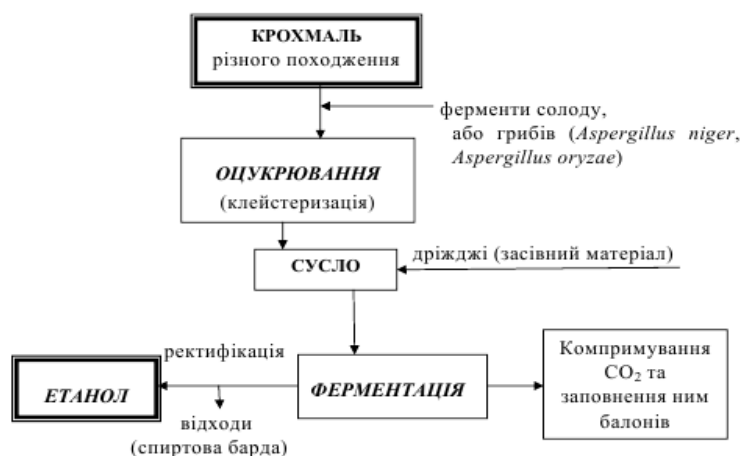 КРОХМАЛЬ
різного походження
ферменти солоду,
або грибів (Aspergillus niger,
Aspergillus oryzae)
ОЦУКРЮВАННЯ
(клейстеризація)
СУСЛО
дріжджі (засівний матеріал)
ректифікація
ЕТАНОЛ
відходи
(спиртова барда)
ФЕРМЕНТАЦІЯ
Компримування
CO₂ та
заповнення ним
балонів